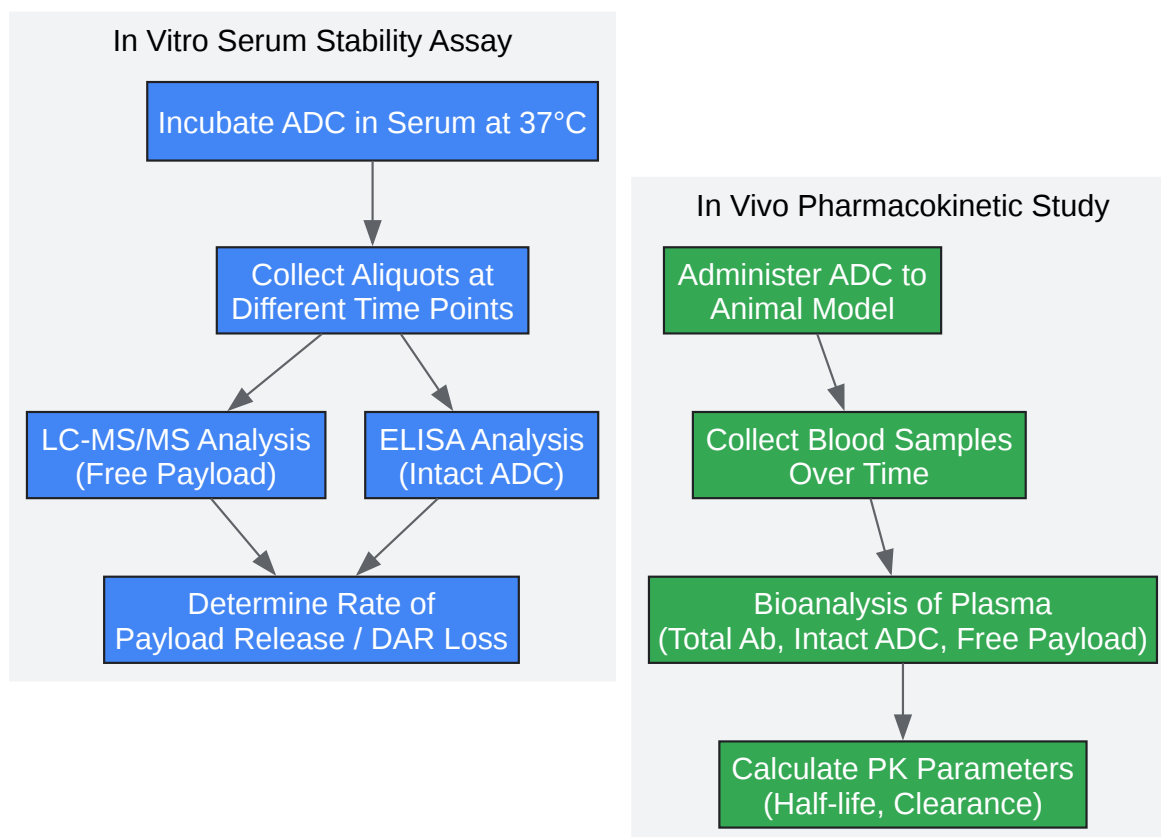 In Vitro Serum Stability Assay
Incubate ADC in Serum at 37°C
Collect Aliquots at
Different Time Points
LC-MS/MS Analysis
(Free Payload)
ELISA Analysis
(Intact ADC)
Determine Rate of
Payload Release / DAR Loss
In Vivo Pharmacokinetic Study
Administer ADC to
Animal Model
Collect Blood Samples
Over Time
Bioanalysis of Plasma
(Total Ab, Intact ADC, Free Payload)
Calculate PK Parameters
(Half-life, Clearance)